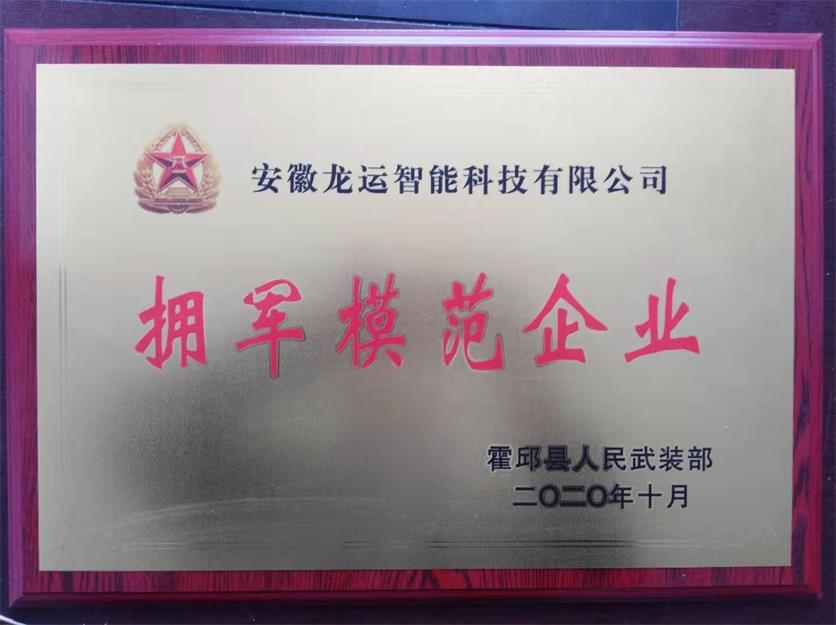 安徽龙运智能科技有限公司
拥军模范企业
霍邱县人民武装部
二〇二〇年十月